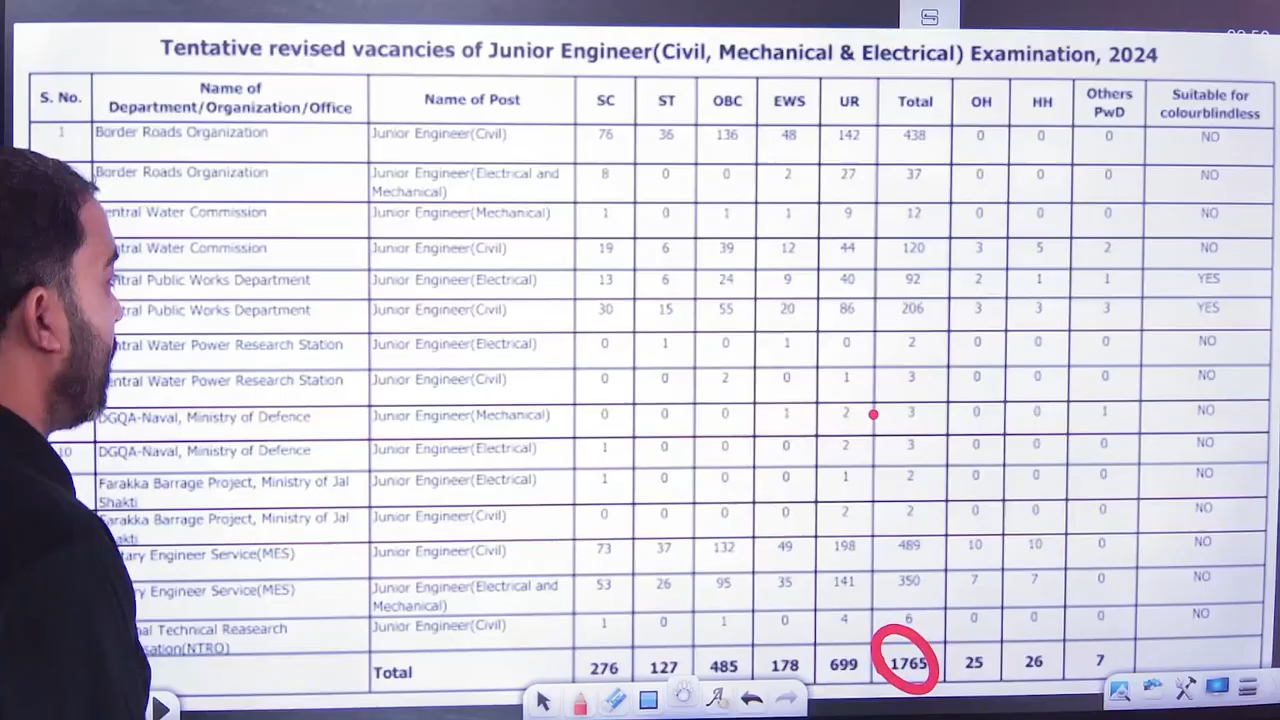 Tentative revised vacancies of Junior Engineer(Civil, Mechanical & Electrical) Examination, 2024
S. No. Name of Department/Organization/Office Name of Post SC ST OBC EWS UR Total OH HH Others PwD Suitable for colourblindless
1 Border Roads Organization Junior Engineer(Civil) 76 36 136 48 142 438 0 0 0 NO
Border Roads Organization Junior Engineer(Electrical and Mechanical) 8 0 0 2 27 37 0 0 0 NO
entral Water Commission Junior Engineer(Mechanical) 1 0 1 1 9 12 0 0 0 NO
tral Water Commission Junior Engineer(Civil) 19 6 39 12 44 120 3 5 2 NO
ntral Public Works Department Junior Engineer(Electrical) 13 6 24 9 40 92 2 1 1 YES
tral Public Works Department Junior Engineer(Civil) 30 15 55 20 86 206 3 3 3 YES
ntral Water Power Research Station Junior Engineer(Electrical) 0 1 0 1 0 2 0 0 0 NO
entral Water Power Research Station Junior Engineer(Civil) 0 0 2 0 1 3 0 0 0 NO
DGQA-Naval, Ministry of Defence Junior Engineer(Mechanical) 0 0 0 1 2 3 0 0 1 NO
10 DGQA-Naval, Ministry of Defence Junior Engineer(Electrical) 1 0 0 0 2 3 0 0 0 NO
Farakka Barrage Project, Ministry of Jal Shakti Junior Engineer(Electrical) 1 0 0 0 1 2 0 0 0 NO
arakka Barrage Project, Ministry of Jal akti Junior Engineer(Civil) 0 0 0 0 2 2 0 0 0 NO
tary Engineer Service(MES) Junior Engineer(Civil) 73 37 132 49 198 489 10 10 0 NO
ry Engineer Service(MES) Junior Engineer(Electrical and Mechanical) 53 26 95 35 141 350 7 7 0 NO
nal Technical Reasearch sation(NTRO) Junior Engineer(Civil) 1 0 1 0 4 6 0 0 0 NO
Total 276 127 485 178 699 1765 25 26 7